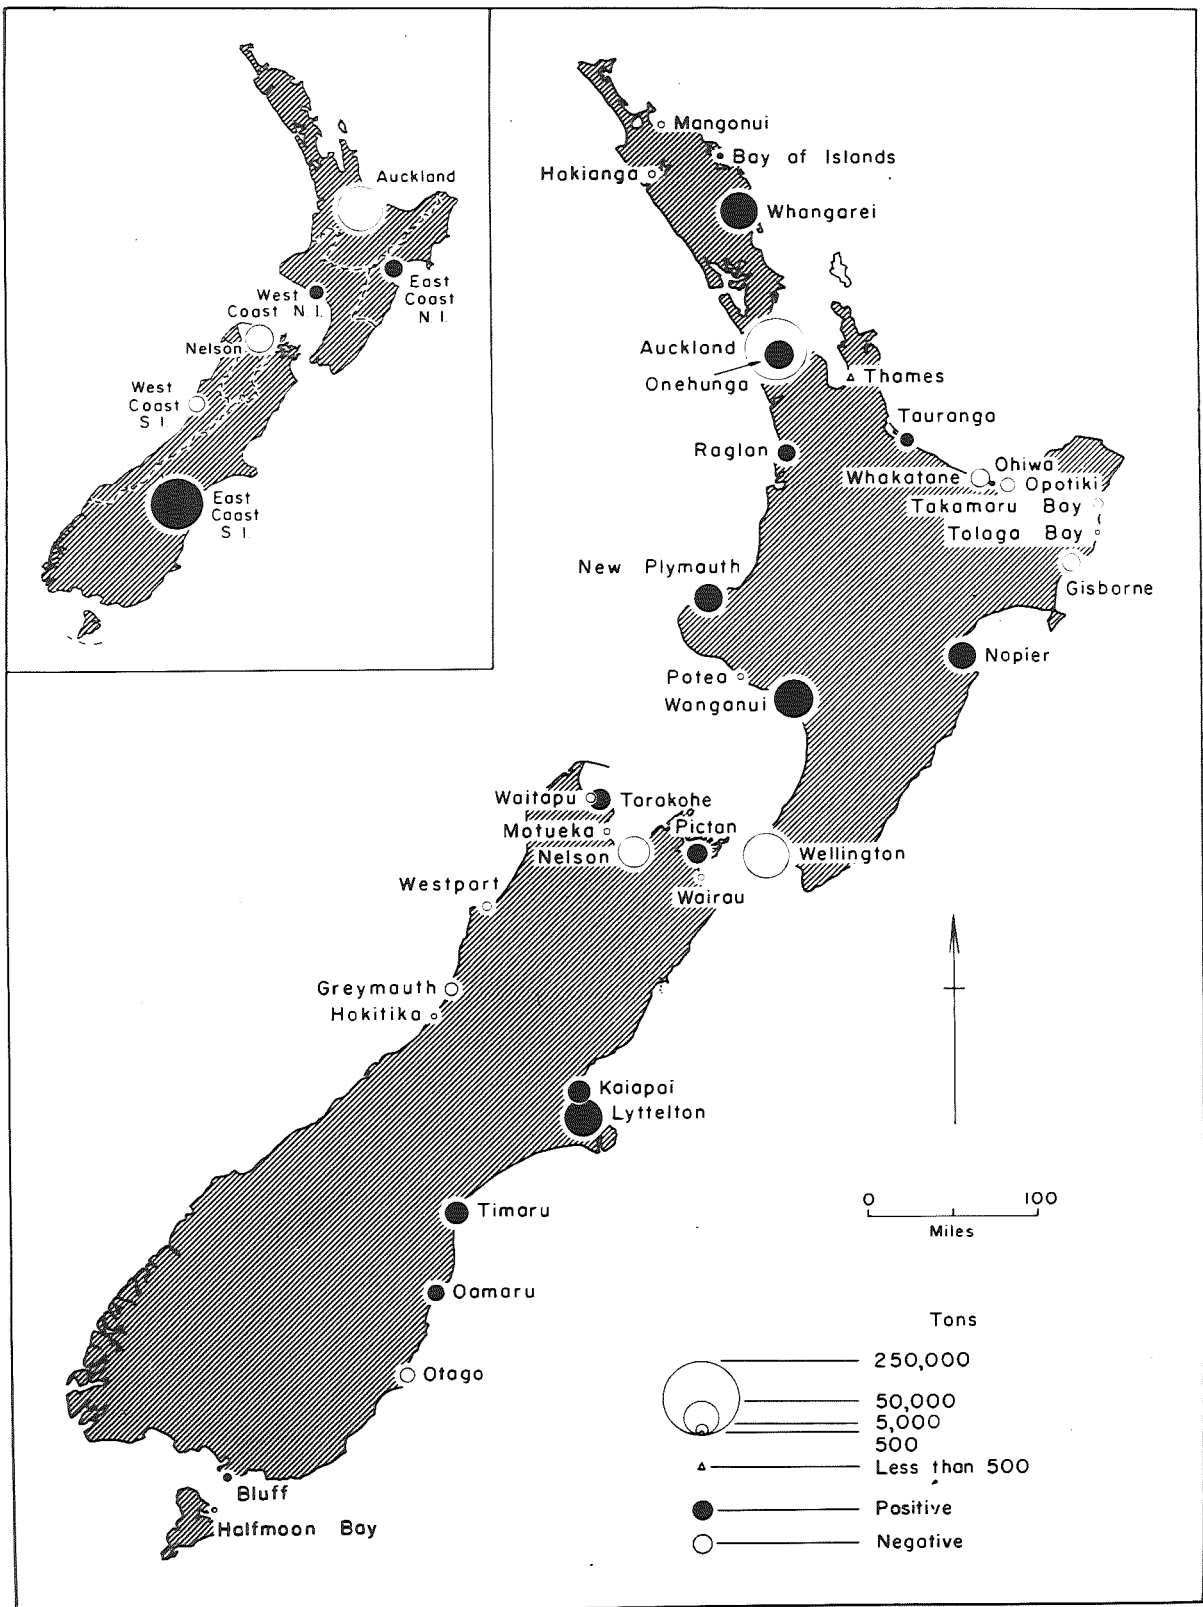 Auckland
West
Coast N. I.
East
Coast
N. I.
Nelson
West
Coast
S I.
East
Coast
S I.
Mangonui
Bay of Islands
Hokianga
Whangarei
Auckland
Onehunga
Thames
Tauranga
Raglan
Ohiwa
Whakatane
Opotiki
Takamaru Bay
Tolaga Bay
New Plymouth
Gisborne
Napier
Patea
Wanganui
Waitapu
Tarakohe
Motueka
Pictan
Nelson
Wellington
Wairau
Westpart
Greymouth
Hokitika
Kaiapai
Lyttelton
Timaru
0 100
Miles
Oamaru
Otago
Bluff
Halfmoon Bay
Tons
250,000
50,000
5,000
500
Less than 500
Positive
Negative